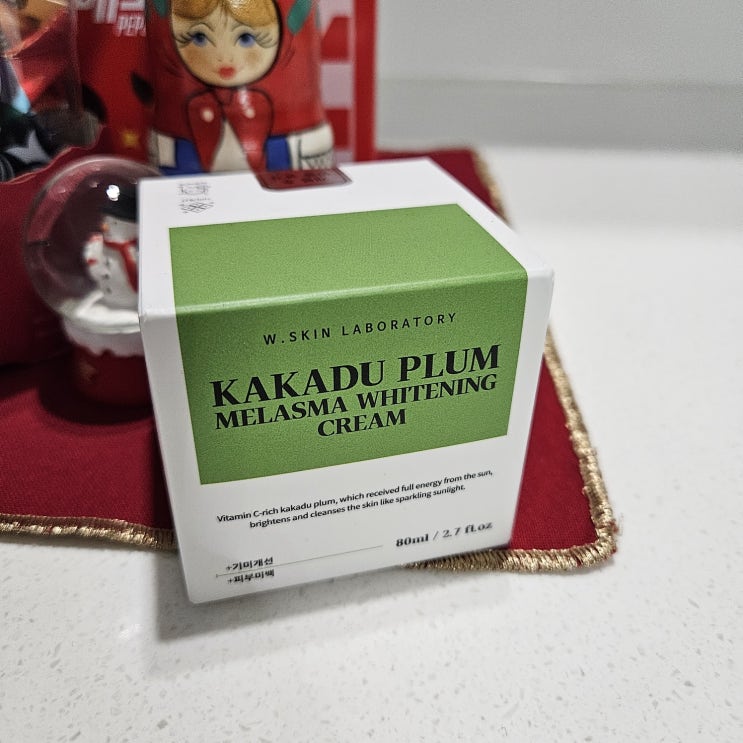 PEP
W.SKIN LABORATORY
KAKADU PLUM
MELASMA WHITENING
CREAM
Vitamin C-rich kakadu plum, which received full energy from the sun,
brightens and cleanses the skin like sparkling sunlight.
80ml / 2.7 fl.oz
+기미개선
+피부미백